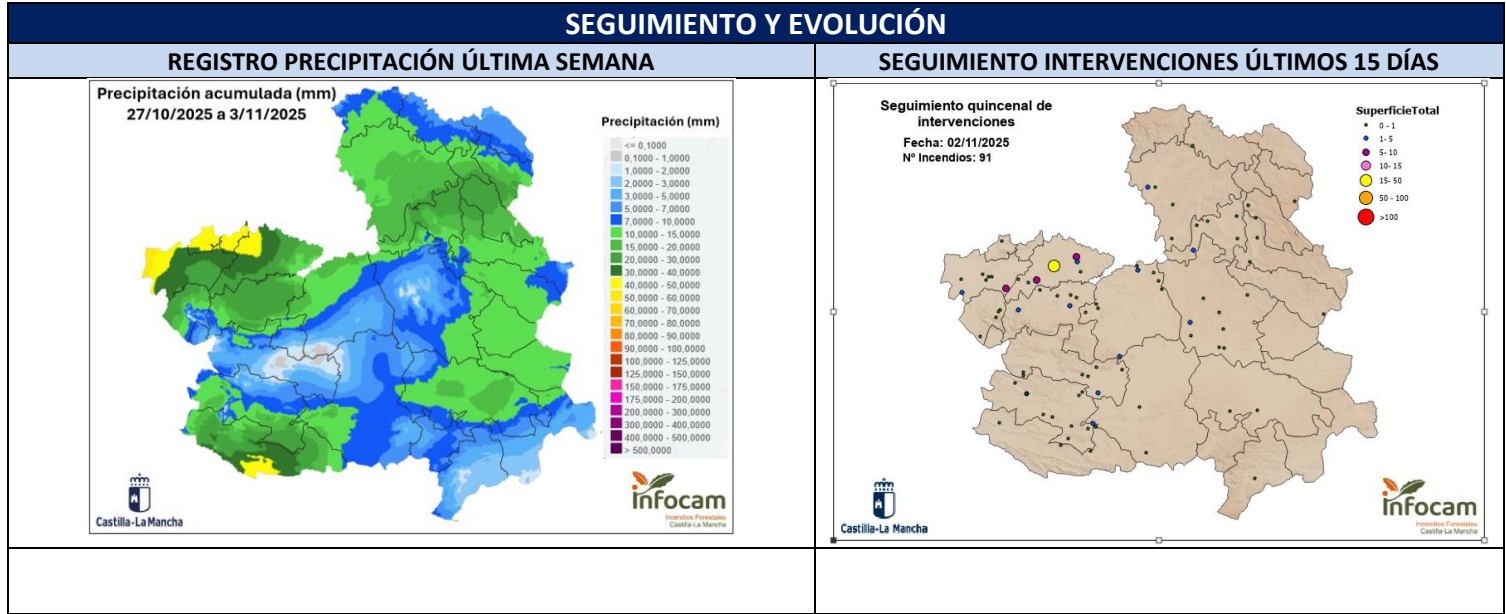 SEGUIMIENTO Y EVOLUCIÓN
REGISTRO PRECIPITACIÓN ÚLTIMA SEMANA
SEGUIMIENTO INTERVENCIONES ÚLTIMOS 15 DÍAS
Precipitación acumulada (mm)
27/10/2025 a 3/11/2025
Precipitación (mm)
<= 0,1000
0,1000 - 1,0000
1,0000 - 2,0000
2,0000 - 3,0000
3,0000 - 5,0000
5,0000 - 7,0000
7,0000 - 10,0000
10,0000 - 15,0000
15,0000 - 20,0000
20,0000 - 30,0000
30,0000 - 40,0000
40,0000 - 50,0000
50,0000 - 60,0000
60,0000 - 70,0000
70,0000 - 80,0000
80,0000 - 90,0000
90,0000 - 100,0000
100,0000 - 125,0000
125,0000 - 150,0000
150,0000 - 175,0000
175,0000 - 200,0000
200,0000 - 300,0000
300,0000 - 400,0000
400,0000 - 500,0000
> 500,0000
Castilla-La Mancha
infocam
Incendios Forestales
Castilla-La Mancha
Seguimiento quincenal de
intervenciones
Fecha: 02/11/2025
Nº Incendios: 91
SuperficieTotal
0 - 1
1- 5
5- 10
10- 15
15- 50
50 - 100
>100
Castilla-La Mancha
infocam
Incendios Forestales
Castilla-La Mancha